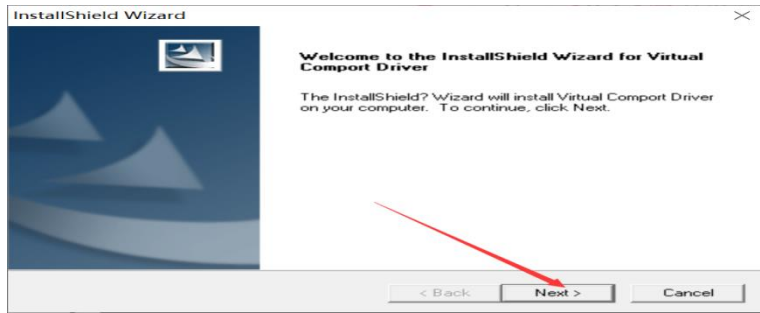 InstallShield Wizard
Welcome to the InstallShield Wizard for Virtual
Comport Driver
The InstallShield? Wizard will install Virtual Comport Driver
on your computer. To continue, click Next.
< Back
Next >
Cancel